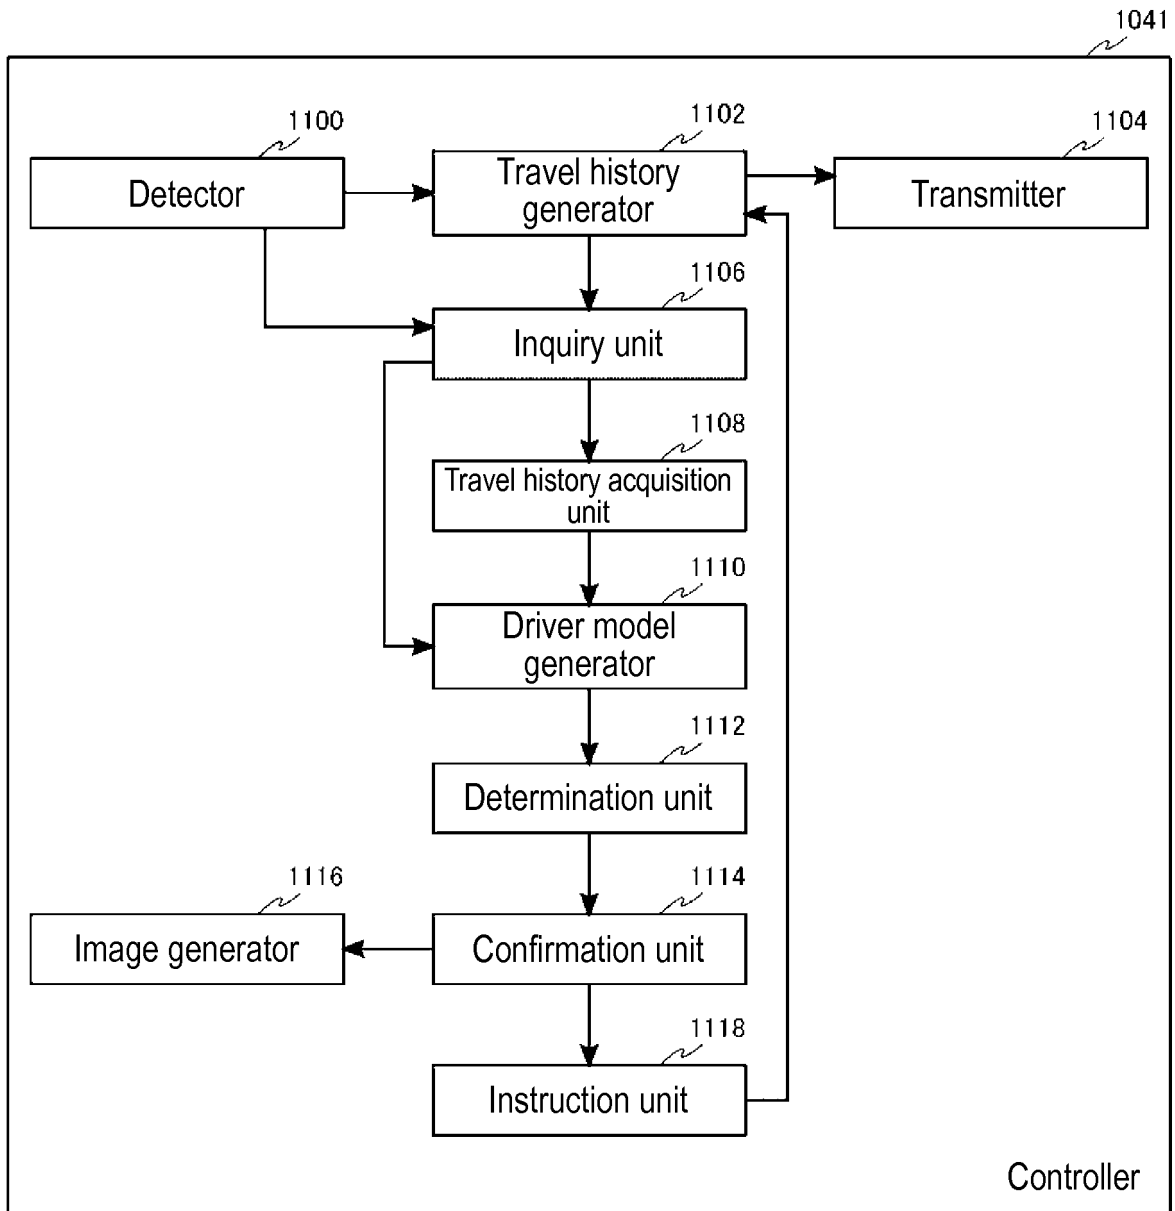 1041
1100
1102
1104
Detector
Travel history
generator
Transmitter
1106
Inquiry unit
1108
Travel history acquisition
unit
1110
Driver model
generator
1112
Determination unit
1116
1114
Image generator
Confirmation unit
1118
Instruction unit
Controller